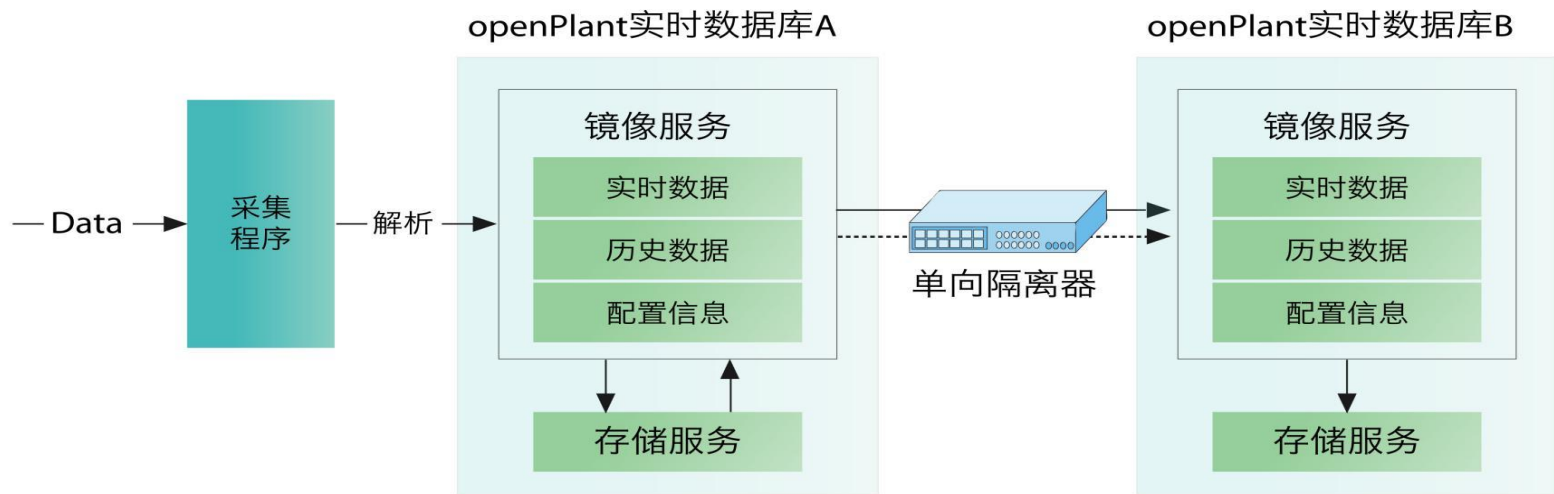 openPlant实时数据库A
openPlant实时数据库B
镜像服务
镜像服务
实时数据
实时数据
采集
程序
Data
解析
历史数据
历史数据
单向隔离器
配置信息
配置信息
存储服务
存储服务